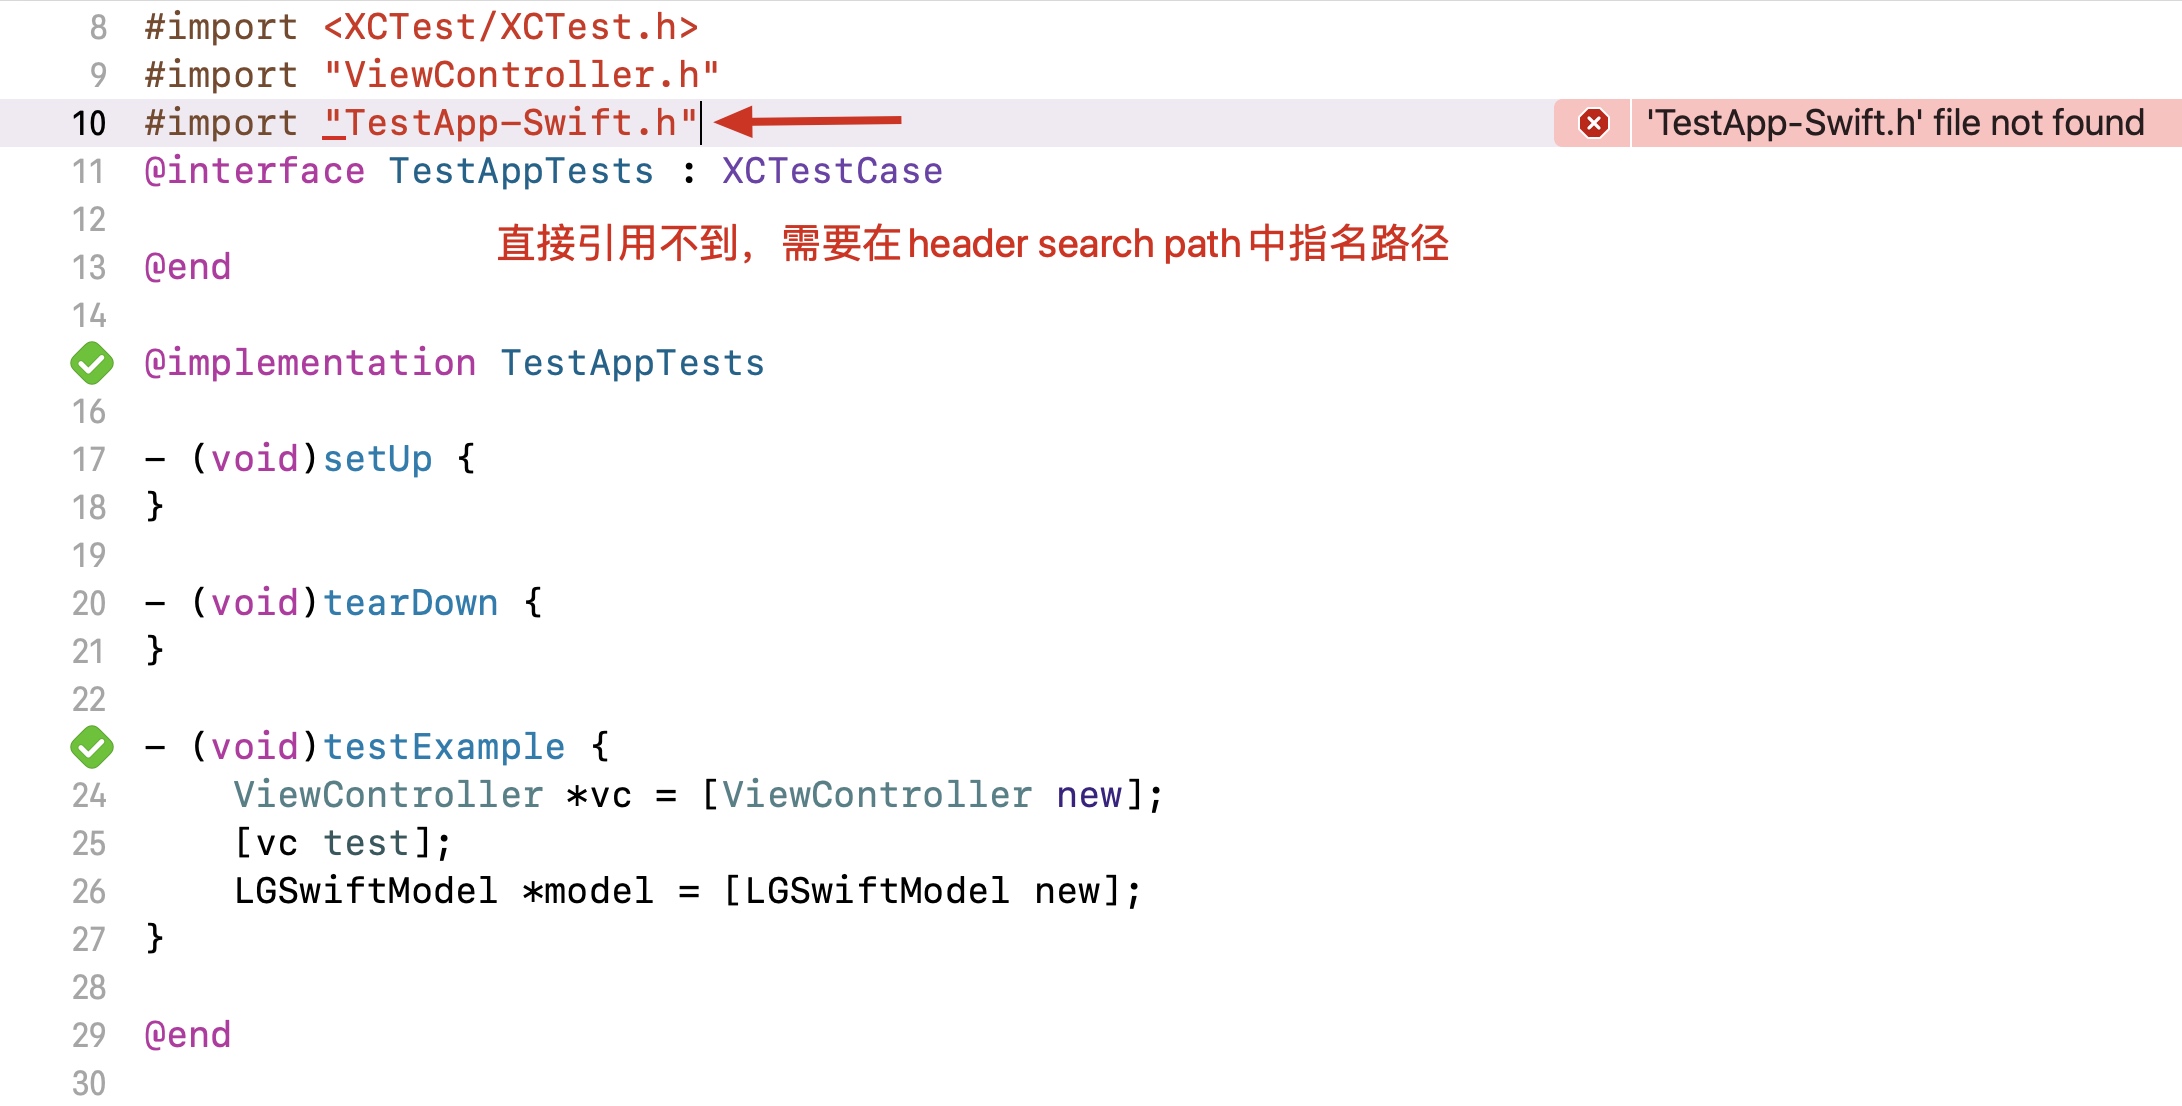 8 #import <XCTest/XCTest.h>
9 #import "ViewController.h"
10 #import "TestApp-Swift.h" 'TestApp-Swift.h' file not found
11 @interface TestAppTests : XCTestCase
12
直接引用不到，需要在header search path中指名路径
13 @end
14
@implementation TestAppTests
16
17 - (void)setUp {
18 }
19
20 - (void)tearDown {
21 }
22
- (void)testExample {
24 ViewController *vc = [ViewController new];
25 [vc test];
26 LGSwiftModel *model = [LGSwiftModel new];
27 }
28
29 @end
30